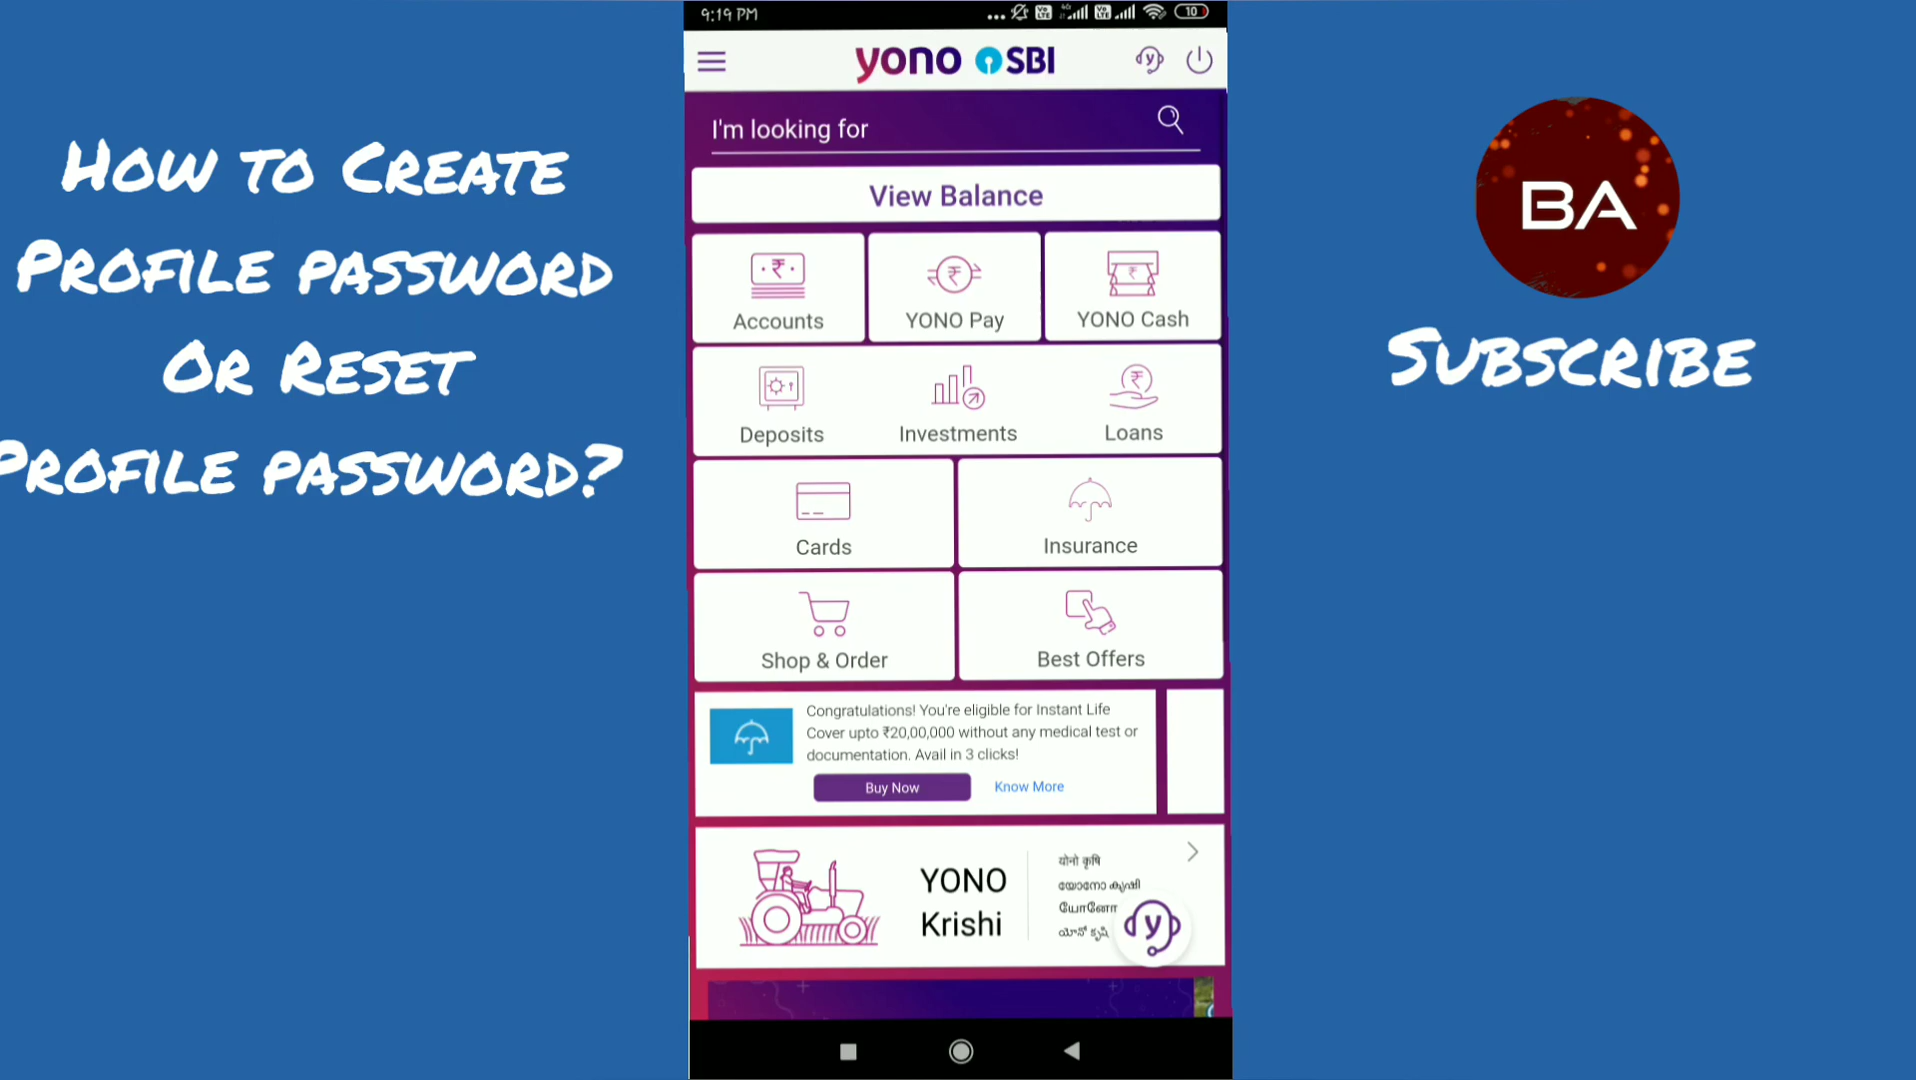 How to Create
Profile password
Or Reset
Profile password?
9:19 PM
10
yono SBI
I'm looking for
View Balance
Accounts
YONO Pay
YONO Cash
Deposits
Investments
Loans
Cards
Insurance
Shop & Order
Best Offers
Congratulations! You're eligible for Instant Life
Cover upto ₹20,00,000 without any medical test or
documentation. Avail in 3 clicks!
Buy Now
Know More
YONO
Krishi
योनो कृषि
യോനോ കൃഷി
யோனோ
యోనో కృషి
BA
Subscribe